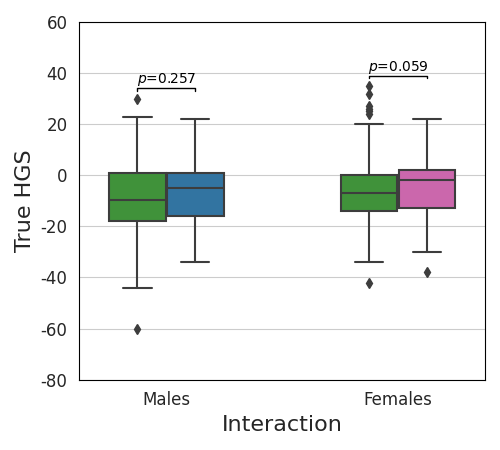 60
40
20
0
-20
-40
-60
-80
True HGS
p=0.257
p=0.059
Males
Females
Interaction